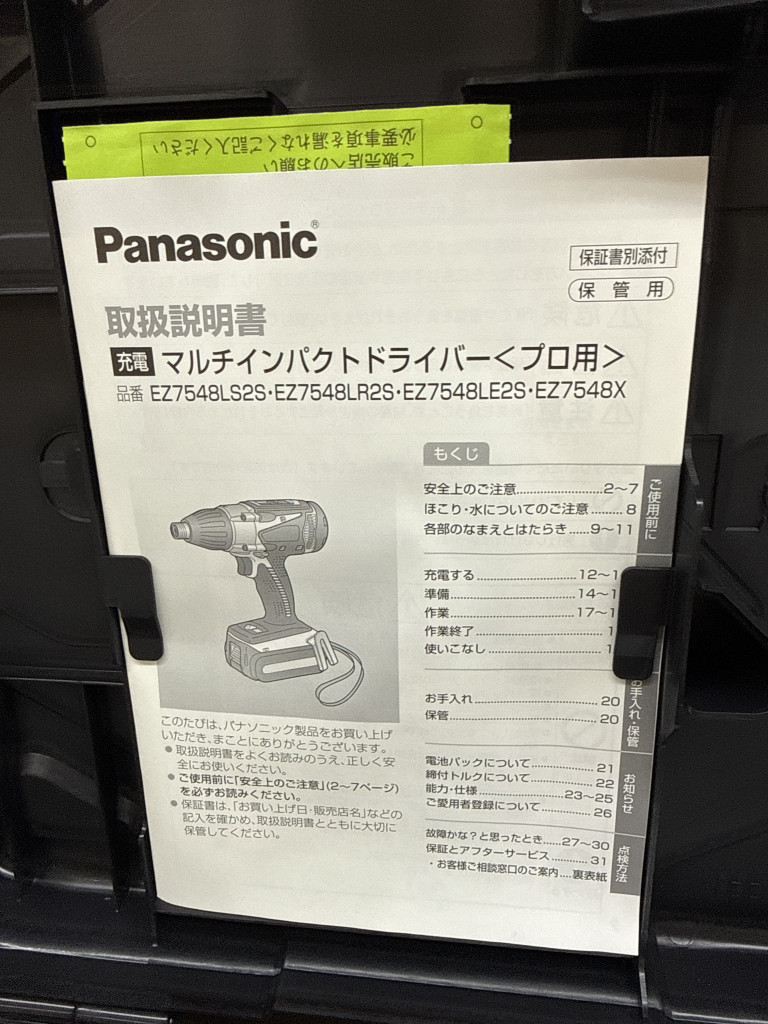 ご販売店へのお願い
必要事項を漏れなくご記入ください
Panasonic®
保証書別添付
保管用
取扱説明書
充電 マルチインパクトドライバー<プロ用>
品番 EZ7548LS2S・EZ7548LR2S・EZ7548LE2S・EZ7548X
もくじ
ご使用前に
安全上のご注意..........2〜7
ほこり・水についてのご注意.........8
各部のなまえとはたらき......9〜11
充電する....................12〜1
準備.........................14〜1
作業.........................17〜1
作業終了.........................1
使いこなし.......................1
お手入れ・保管
お手入れ.........................20
保管..............................20
お知らせ
電池パックについて................21
締付トルクについて................22
能力・仕様....................23〜25
ご愛用者登録について..............26
点検方法
故障かな?と思ったとき.....27〜30
保証とアフターサービス...........31
・お客様ご相談窓口のご案内....裏表紙
このたびは、パナソニック製品をお買い上げ
いただき、まことにありがとうございます。
● 取扱説明書をよくお読みのうえ、正しく安
全にお使いください。
● ご使用前に「安全上のご注意」(2〜7ページ)
を必ずお読みください。
● 保証書は、「お買い上げ日・販売店名」などの
記入を確かめ、取扱説明書とともに大切に
保管してください。